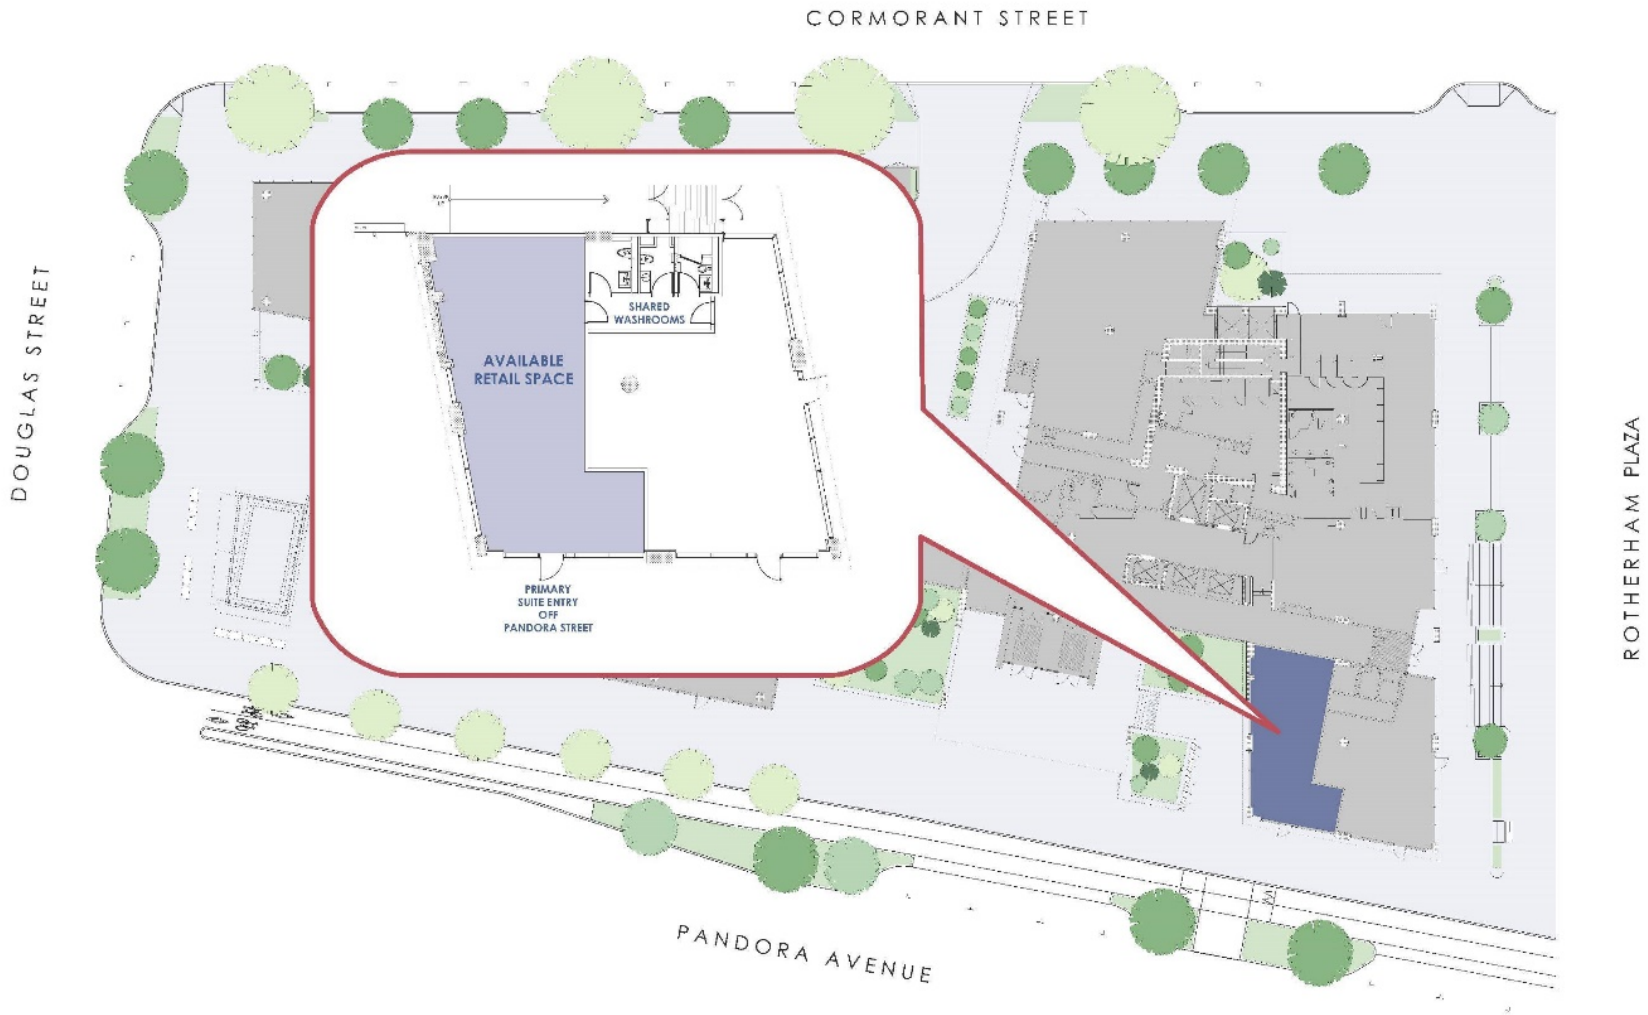 CORMORANT STREET
DOUGLAS STREET
SHARED
WASHROOMS
AVAILABLE
RETAIL SPACE
PRIMARY
SUITE ENTRY
OFF
PANDORA STREET
ROTHERHAM PLAZA
PANDORA AVENUE